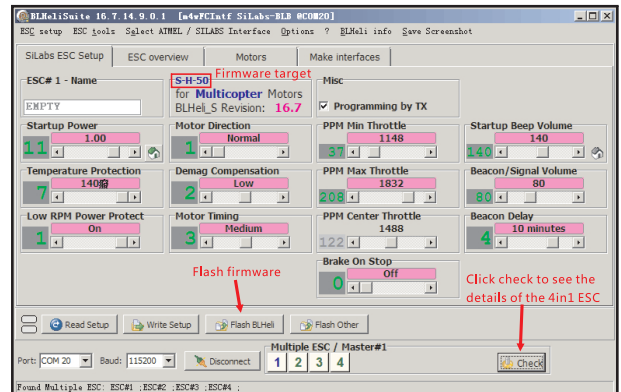 BLHeliSuite 16.7.14.9.0.1 [m4wFCIntf SiLabs-BLB @COM20]
ESC setup ESC tools Select ATMEL / SILABS Interface Options ? BLHeli info Save Screenshot
SiLabs ESC Setup ESC overview Motors Make interfaces
ESC# 1 - Name
EMPTY
S-H-50 Firmware target
for Multicopter Motors
BLHeli_S Revision: 16.7
Misc
Programming by TX
Startup Power
1.00
11
Motor Direction
Normal
1
PPM Min Throttle
1148
37
Startup Beep Volume
140
140
Temperature Protection
140
7
Demag Compensation
Low
2
PPM Max Throttle
1832
208
Beacon/Signal Volume
80
80
Low RPM Power Protect
On
1
Motor Timing
Medium
3
PPM Center Throttle
1488
122
Beacon Delay
10 minutes
4
Brake On Stop
Off
0
Flash firmware
Click check to see the
details of the 4in1 ESC
Read Setup Write Setup Flash BLHeli Flash Other
Port: COM 20 Baud: 115200 Disconnect
Multiple ESC / Master#1
1 2 3 4
Check
Found Multiple ESC: ESC#1 ;ESC#2 ;ESC#3 ;ESC#4 ;